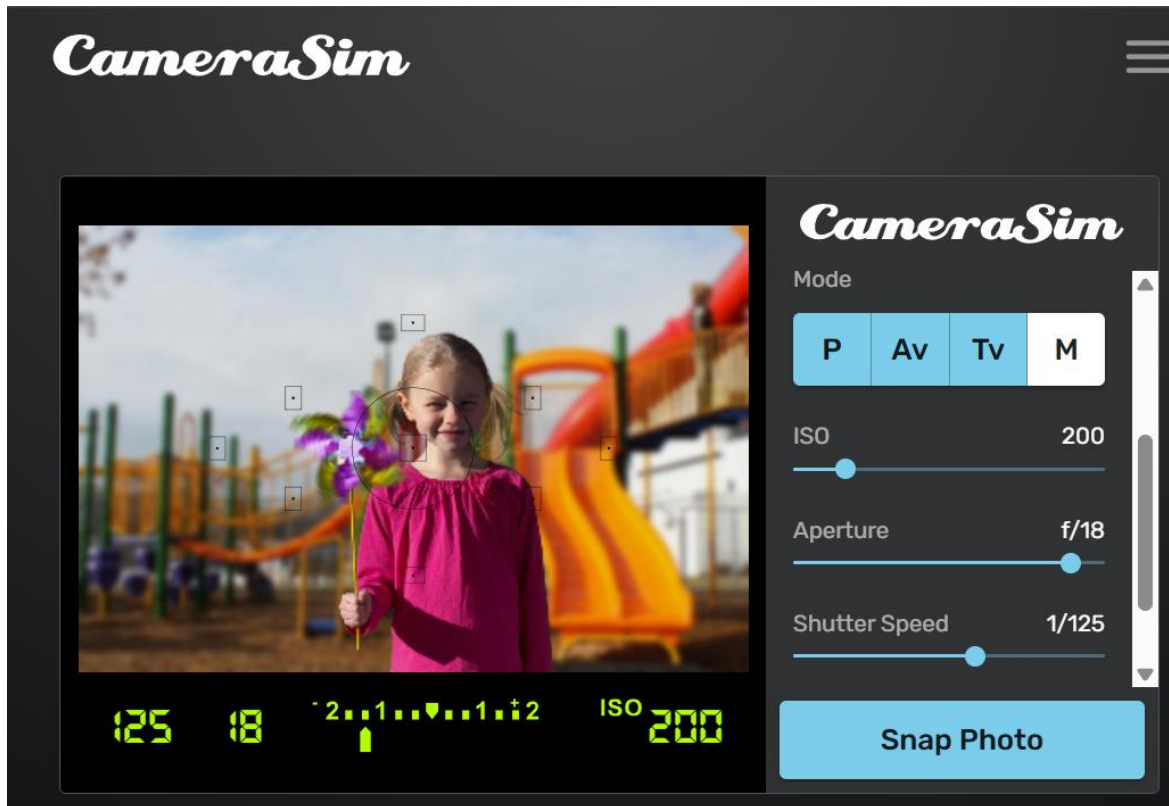 CameraSim
CameraSim
Mode
P Av Tv M
ISO 200
Aperture f/18
Shutter Speed 1/125
125 18 -2..1..▼..1..+2 ISO 200
Snap Photo